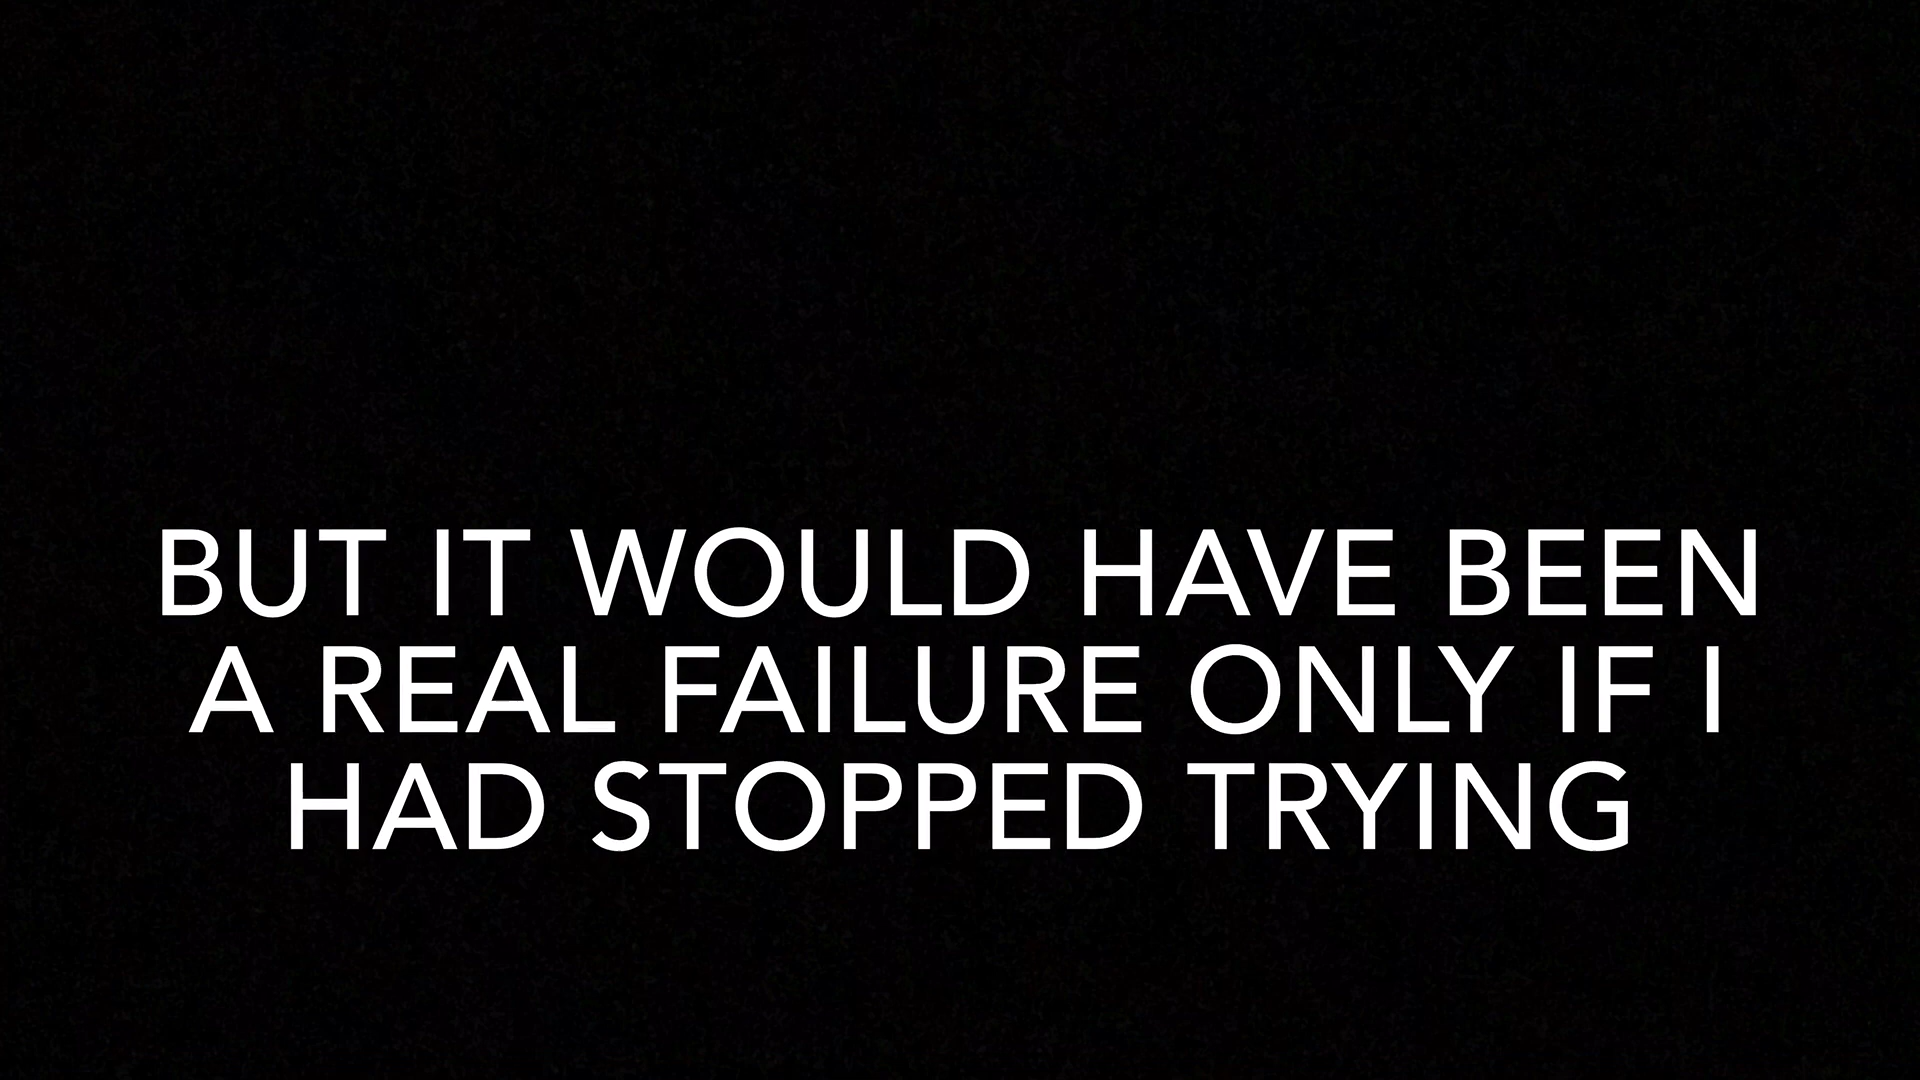 BUT IT WOULD HAVE BEEN
A REAL FAILURE ONLY IF I
HAD STOPPED TRYING